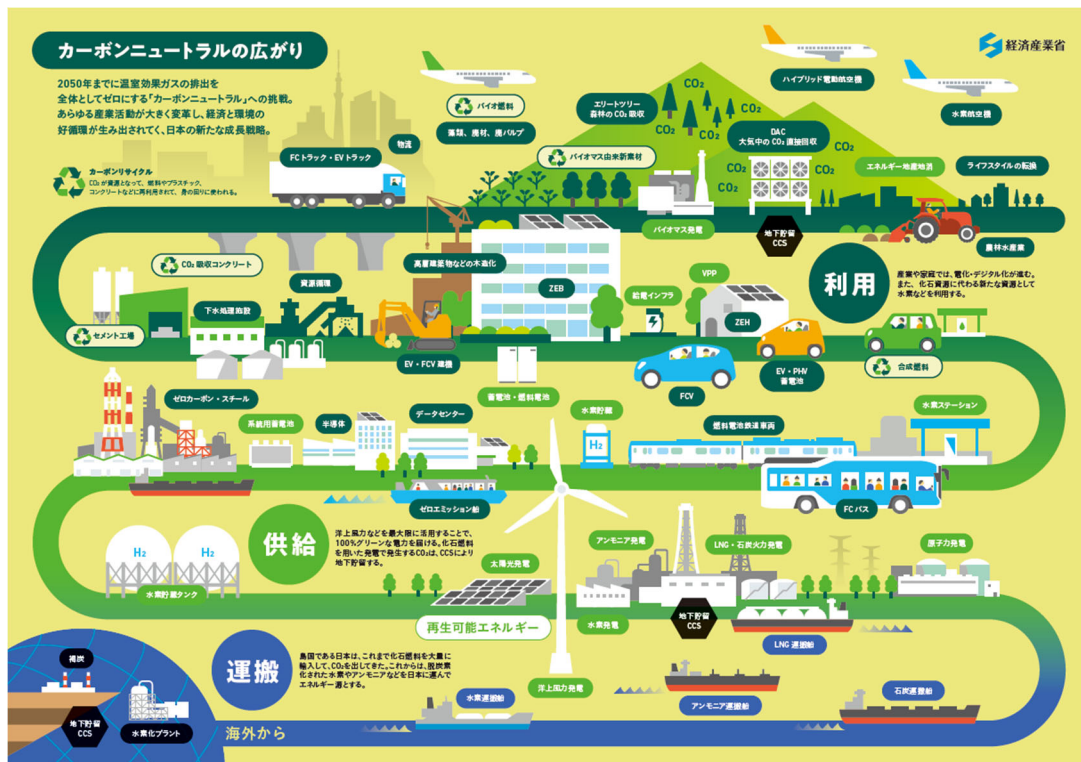 カーボンニュートラルの広がり
経済産業省
2050年までに温室効果ガスの排出を
全体としてゼロにする「カーボンニュートラル」への挑戦。
あらゆる産業活動が大きく変革し、経済と環境の
好循環が生み出されてく、日本の新たな成長戦略。
カーボンリサイクル
CO₂が資源となって、燃料やプラスチック、
コンクリートなどに再利用されて、身の回りに使われる。
バイオ燃料
藻類、廃材、廃パルプ
ハイブリッド電動航空機
水素航空機
エリートツリー
森林のCO₂吸収
CO₂
CO₂
CO₂
CO₂
CO₂
DAC
大気中のCO₂直接回収
CO₂
CO₂
CO₂
CO₂
CO₂
物流
FCトラック・EVトラック
バイオマス由来新素材
エネルギー地産地消
ライフスタイルの転換
バイオマス発電
地下貯留
CCS
農林水産業
CO₂吸収コンクリート
高層建築物などの木造化
資源循環
ZEB
給電インフラ
VPP
ZEH
利用
産業や家庭では、電化・デジタル化が進む。
また、化石資源に代わる新たな資源として
水素などを利用する。
セメント工場
下水処理施設
EV・FCV 建機
蓄電池・燃料電池
FCV
EV・PHV
蓄電池
合成燃料
ゼロカーボン・スチール
系統用蓄電池
半導体
データセンター
水素貯蔵
H₂
燃料電池鉄道車両
水素ステーション
ゼロエミッション船
FCバス
供給
洋上風力などを最大限に活用することで、
100%グリーンな電力を届ける。化石燃料
を用いた発電で発生するCO₂は、CCSにより
地下貯留する。
H₂
H₂
水素貯蔵タンク
太陽光発電
再生可能エネルギー
アンモニア発電
LNG・石炭火力発電
原子力発電
水素発電
地下貯留
CCS
LNG 運搬船
洋上風力発電
運搬
島国である日本は、これまで化石燃料を大量に
輸入して、CO₂を出してきた。これからは、脱炭素
化された水素やアンモニアなどを日本に運んで
エネルギー源とする。
褐炭
地下貯留
CCS
水素化プラント
海外から
水素運搬船
アンモニア運搬船
石炭運搬船